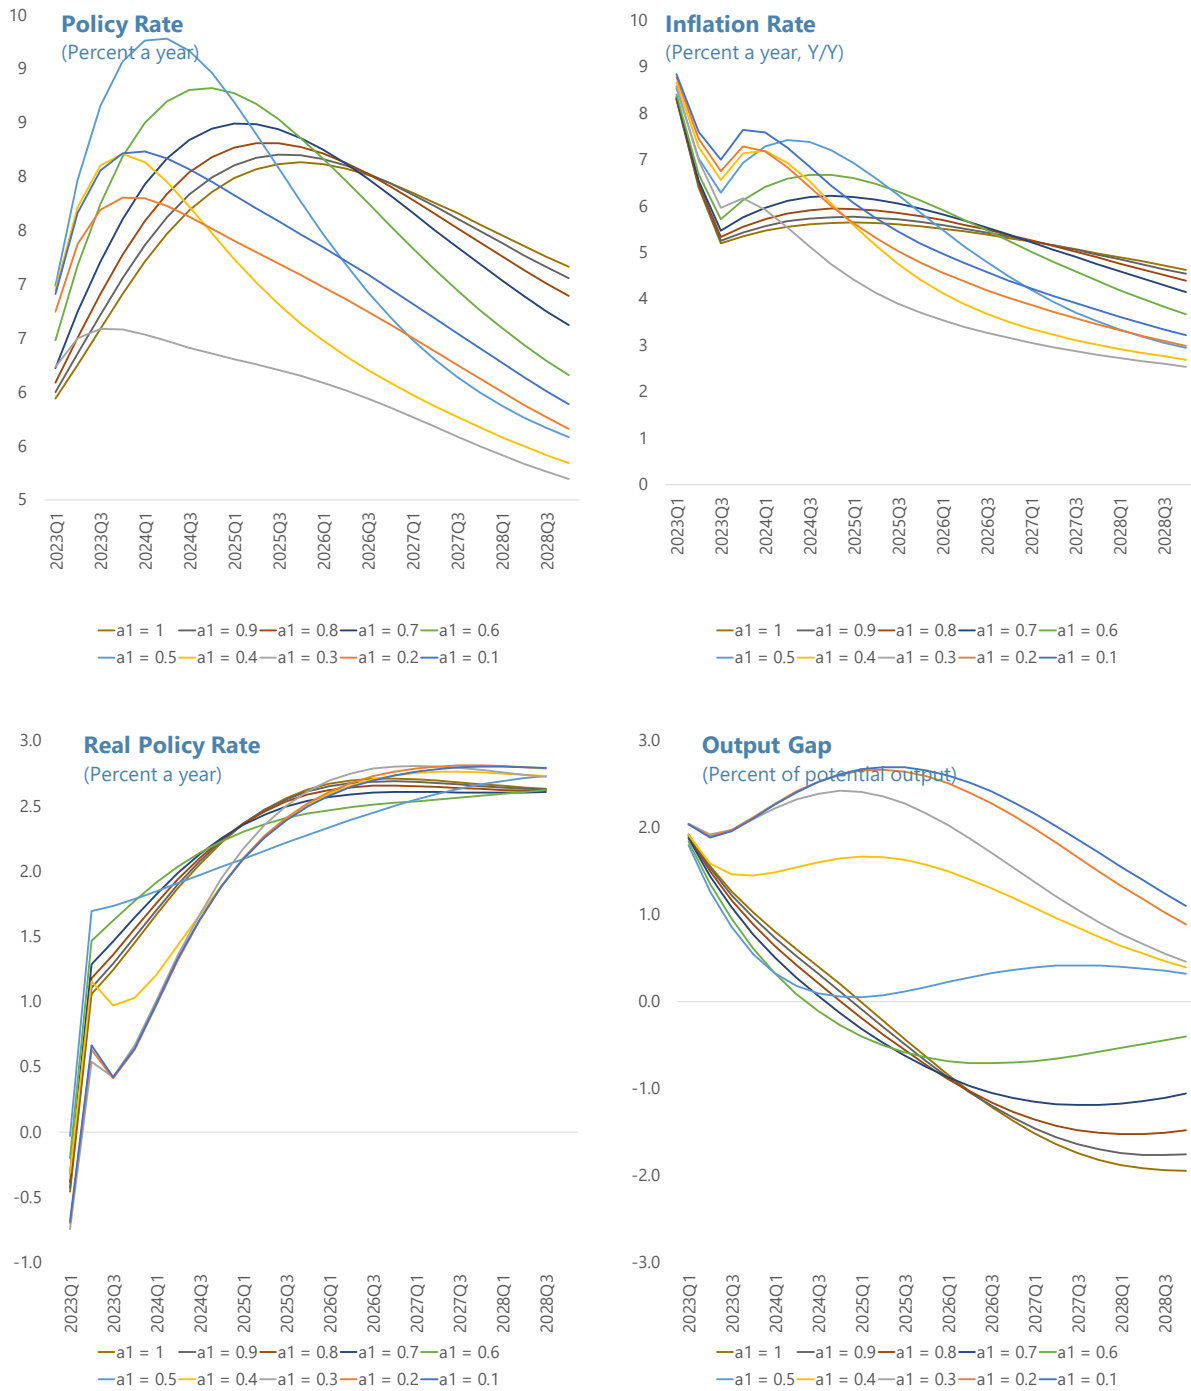 Policy Rate
(Percent a year)
10
9
9
8
8
7
7
6
6
5
2023Q1
2023Q3
2024Q1
2024Q3
2025Q1
2025Q3
2026Q1
2026Q3
2027Q1
2027Q3
2028Q1
2028Q3
a1 = 1 a1 = 0.9 a1 = 0.8 a1 = 0.7 a1 = 0.6
a1 = 0.5 a1 = 0.4 a1 = 0.3 a1 = 0.2 a1 = 0.1
Inflation Rate
(Percent a year, Y/Y)
10
9
8
7
6
5
4
3
2
1
0
2023Q1
2023Q3
2024Q1
2024Q3
2025Q1
2025Q3
2026Q1
2026Q3
2027Q1
2027Q3
2028Q1
2028Q3
a1 = 1 a1 = 0.9 a1 = 0.8 a1 = 0.7 a1 = 0.6
a1 = 0.5 a1 = 0.4 a1 = 0.3 a1 = 0.2 a1 = 0.1
Real Policy Rate
(Percent a year)
3.0
2.5
2.0
1.5
1.0
0.5
0.0
-0.5
-1.0
2023Q1
2023Q3
2024Q1
2024Q3
2025Q1
2025Q3
2026Q1
2026Q3
2027Q1
2027Q3
2028Q1
2028Q3
a1 = 1 a1 = 0.9 a1 = 0.8 a1 = 0.7 a1 = 0.6
a1 = 0.5 a1 = 0.4 a1 = 0.3 a1 = 0.2 a1 = 0.1
Output Gap
(Percent of potential output)
3.0
2.0
1.0
0.0
-1.0
-2.0
-3.0
2023Q1
2023Q3
2024Q1
2024Q3
2025Q1
2025Q3
2026Q1
2026Q3
2027Q1
2027Q3
2028Q1
2028Q3
a1 = 1 a1 = 0.9 a1 = 0.8 a1 = 0.7 a1 = 0.6
a1 = 0.5 a1 = 0.4 a1 = 0.3 a1 = 0.2 a1 = 0.1